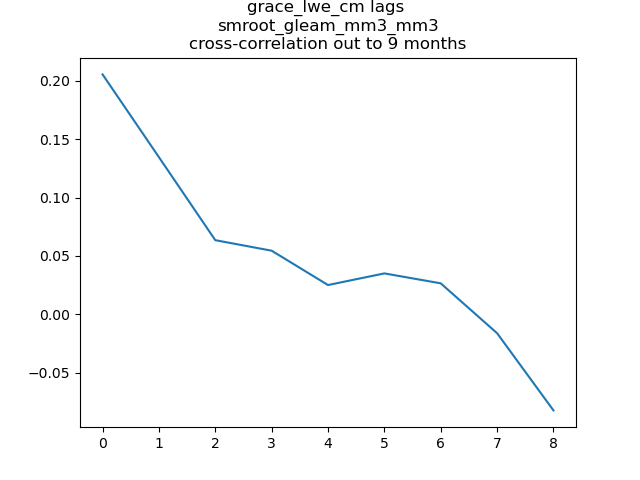 grace_lwe_cm lags
smroot_gleam_mm3_mm3
cross-correlation out to 9 months
0.20
0.15
0.10
0.05
0.00
−0.05
0 1 2 3 4 5 6 7 8